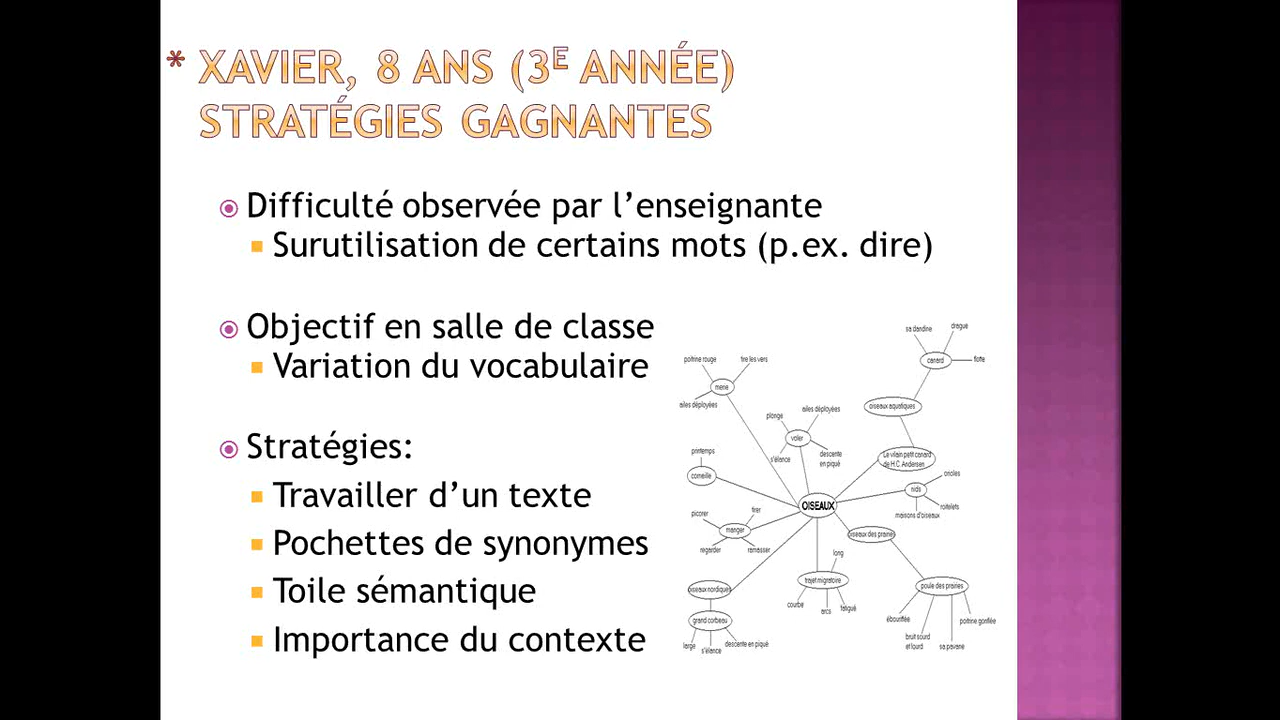 * XAVIER, 8 ANS (3E ANNÉE)
STRATÉGIES GAGNANTES
Difficulté observée par l’enseignante
Surutilisation de certains mots (p.ex. dire)
Objectif en salle de classe
Variation du vocabulaire
Stratégies:
Travailler d’un texte
Pochettes de synonymes
Toile sémantique
Importance du contexte
sa dandine
drague
canard
flotte
oiseaux aquatiques
Le vilain petit canard
de H.C. Andersen
poitrine rouge
tire les vers
merle
ailes déployées
plonge
ailes déployées
voler
s'élance
descente
en piqué
printemps
corneille
oricles
nids
roitelets
maisons d'oiseaux
OISEAUX
picorer
tirer
manger
regarder
ramasser
oiseaux des prairies
long
trajet migratoire
courbe
arcs
fatigué
oiseaux nordiques
grand corbeau
large
s'élance
descente en piqué
poule des prairies
ébouriffée
poitrine gonflée
bruit sourd
et lourd
sa pavane